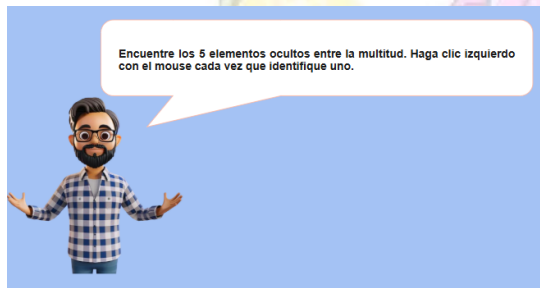 Encuentre los 5 elementos ocultos entre la multitud. Haga clic izquierdo
con el mouse cada vez que identifique uno.